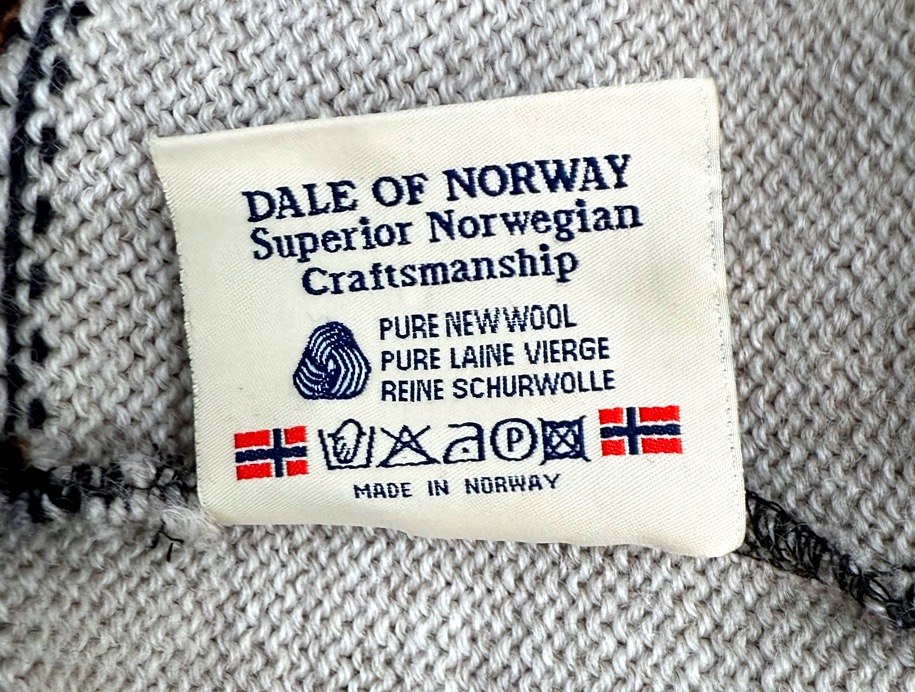 DALE OF NORWAY
Superior Norwegian
Craftsmanship
PURE NEW WOOL
PURE LAINE VIERGE
REINE SCHURWOLLE
P
MADE IN NORWAY